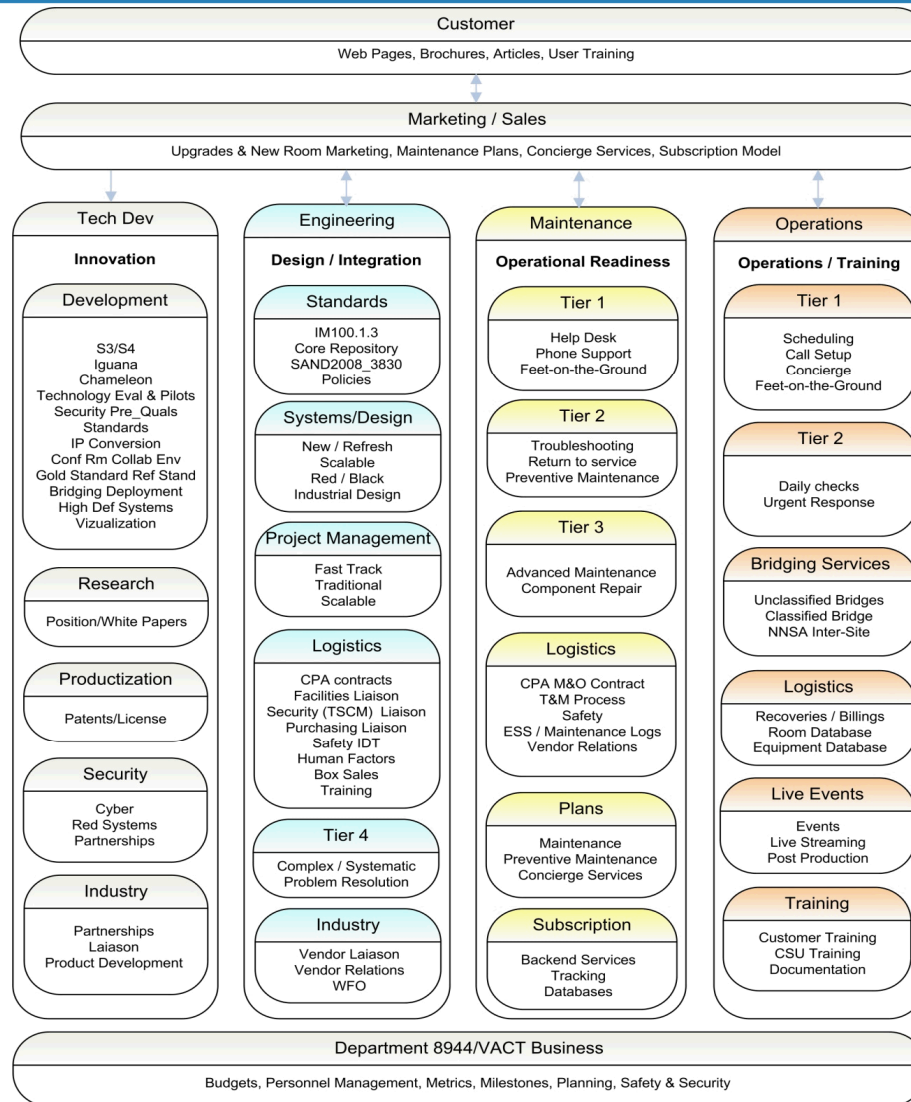 Customer
Web Pages, Brochures, Articles, User Training
Marketing / Sales
Upgrades & New Room Marketing, Maintenance Plans, Concierge Services, Subscription Model
Tech Dev
Innovation
Development
S3/S4
Iguana
Chameleon
Technology Eval & Pilots
Security Pre_Quals
Standards
IP Conversion
Conf Rm Collab Env
Gold Standard Ref Stand
Bridging Deployment
High Def Systems
Vizualization
Research
Position/White Papers
Productization
Patents/License
Security
Cyber
Red Systems
Partnerships
Industry
Partnerships
Laiason
Product Development
Engineering
Design / Integration
Standards
IM100.1.3
Core Repository
SAND2008_3830
Policies
Systems/Design
New / Refresh
Scalable
Red / Black
Industrial Design
Project Management
Fast Track
Traditional
Scalable
Logistics
CPA contracts
Facilities Liaison
Security (TSCM) Liaison
Purchasing Liaison
Safety IDT
Human Factors
Box Sales
Training
Tier 4
Complex / Systematic
Problem Resolution
Industry
Vendor Laiason
Vendor Relations
WFO
Maintenance
Operational Readiness
Tier 1
Help Desk
Phone Support
Feet-on-the-Ground
Tier 2
Troubleshooting
Return to service
Preventive Maintenance
Tier 3
Advanced Maintenance
Component Repair
Logistics
CPA M&O Contract
T&M Process
Safety
ESS / Maintenance Logs
Vendor Relations
Plans
Maintenance
Preventive Maintenance
Concierge Services
Subscription
Backend Services
Tracking
Databases
Operations
Operations / Training
Tier 1
Scheduling
Call Setup
Concierge
Feet-on-the-Ground
Tier 2
Daily checks
Urgent Response
Bridging Services
Unclassified Bridges
Classified Bridge
NNSA Inter-Site
Logistics
Recoveries / Billings
Room Database
Equipment Database
Live Events
Events
Live Streaming
Post Production
Training
Customer Training
CSU Training
Documentation
Department 8944/VACT Business
Budgets, Personnel Management, Metrics, Milestones, Planning, Safety & Security